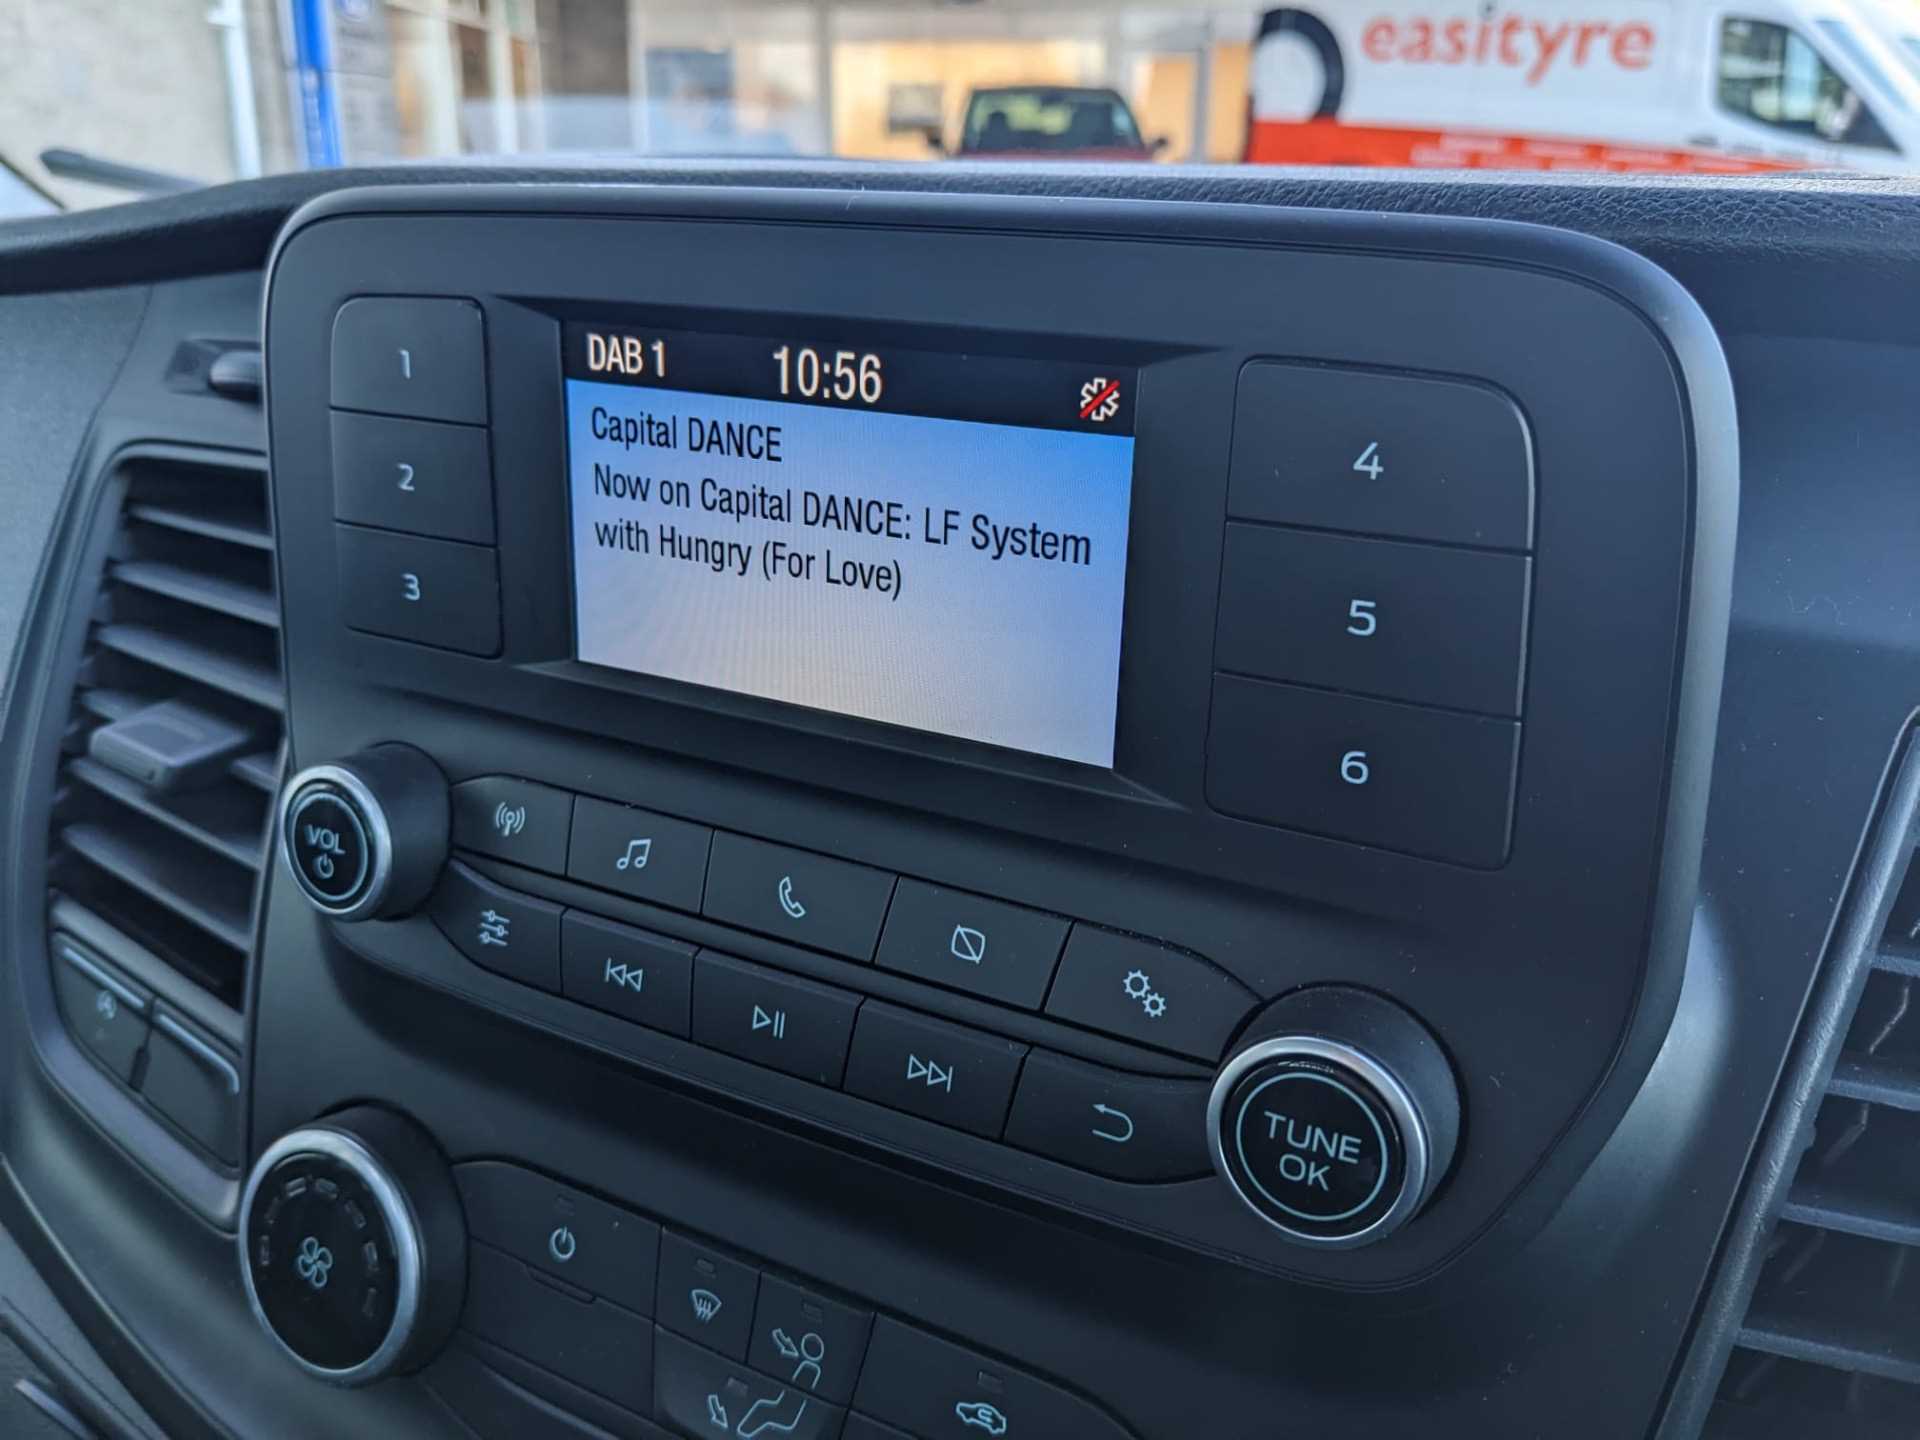 easityre
DAB 1
10:56
Capital DANCE
Now on Capital DANCE: LF System
with Hungry (For Love)
1
2
3
4
5
6
VOL
TUNE
OK